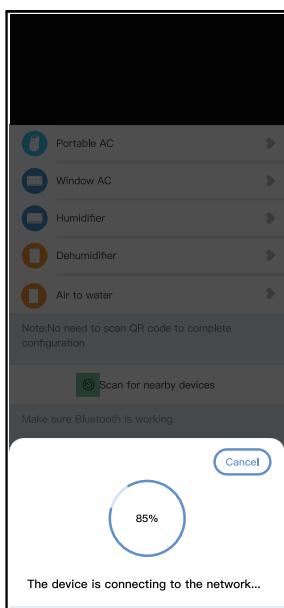 Portable AC
Window AC
Humidifier
Dehumidifier
Air to water
Note:No need to scan QR code to complete
configuration
Scan for nearby devices
Make sure Bluetooth is working.
Cancel
85%
The device is connecting to the network...